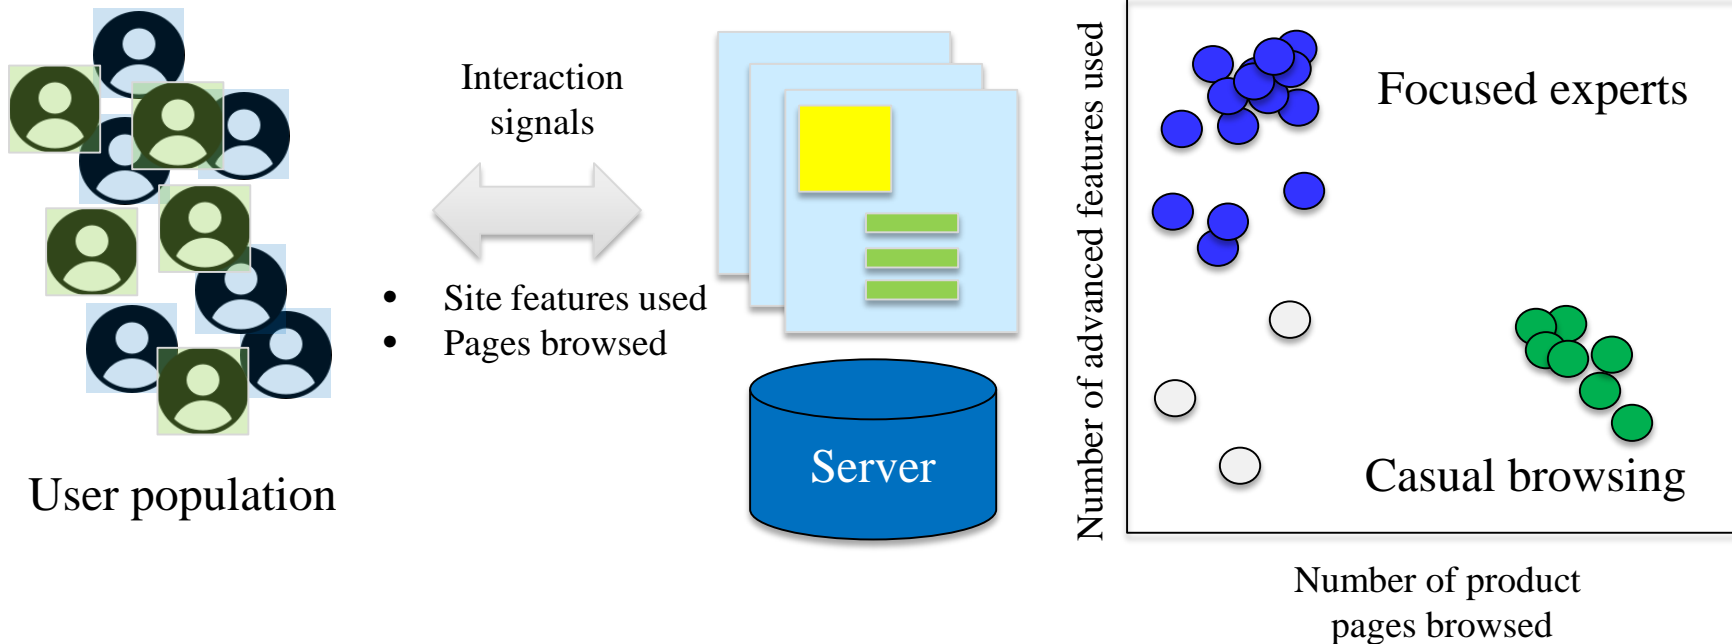 User population
Interaction
signals
• Site features used
• Pages browsed
Server
Number of advanced features used
Focused experts
Casual browsing
Number of product
pages browsed